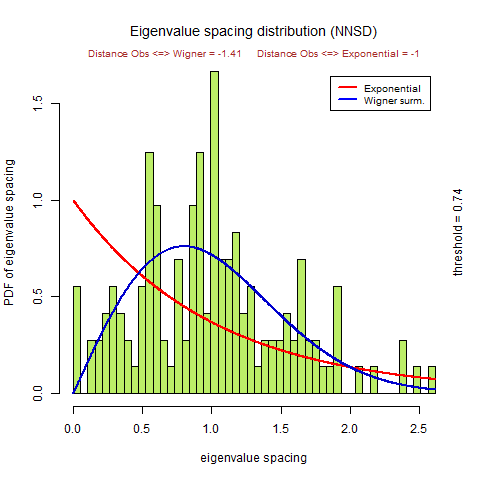 Eigenvalue spacing distribution (NNSD)
Distance Obs <=> Wigner = -1.41 Distance Obs <=> Exponential = -1
Exponential
Wigner surm.
PDF of eigenvalue spacing
1.5
1.0
0.5
0.0
threshold = 0.74
0.0 0.5 1.0 1.5 2.0 2.5
eigenvalue spacing